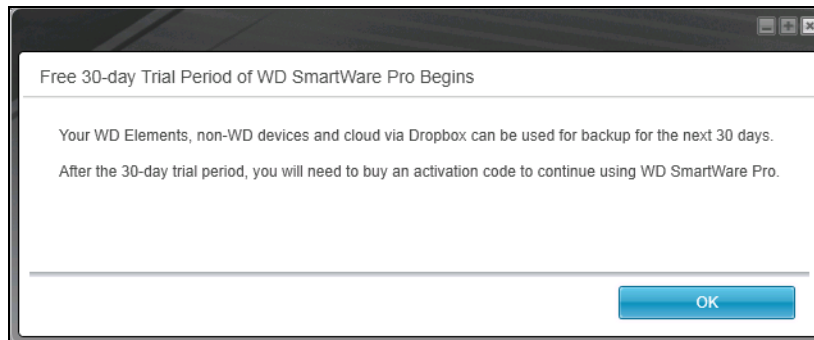 Free 30-day Trial Period of WD SmartWare Pro Begins
Your WD Elements, non-WD devices and cloud via Dropbox can be used for backup for the next 30 days.
After the 30-day trial period, you will need to buy an activation code to continue using WD SmartWare Pro.
OK